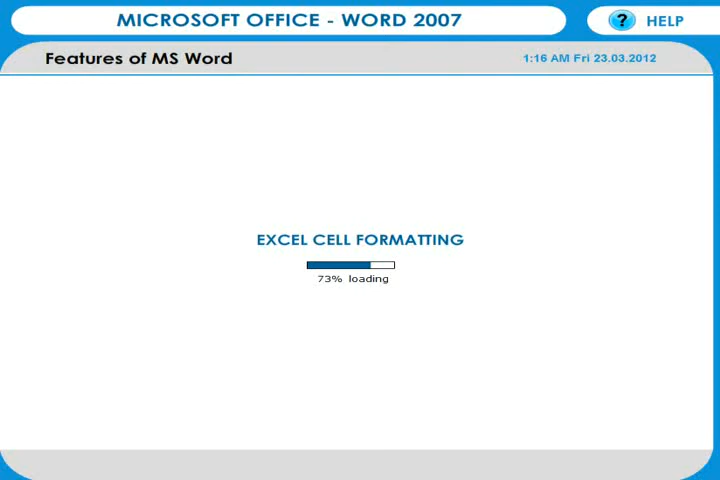 MICROSOFT OFFICE - WORD 2007
? HELP
Features of MS Word
1:16 AM Fri 23.03.2012
EXCEL CELL FORMATTING
73% loading